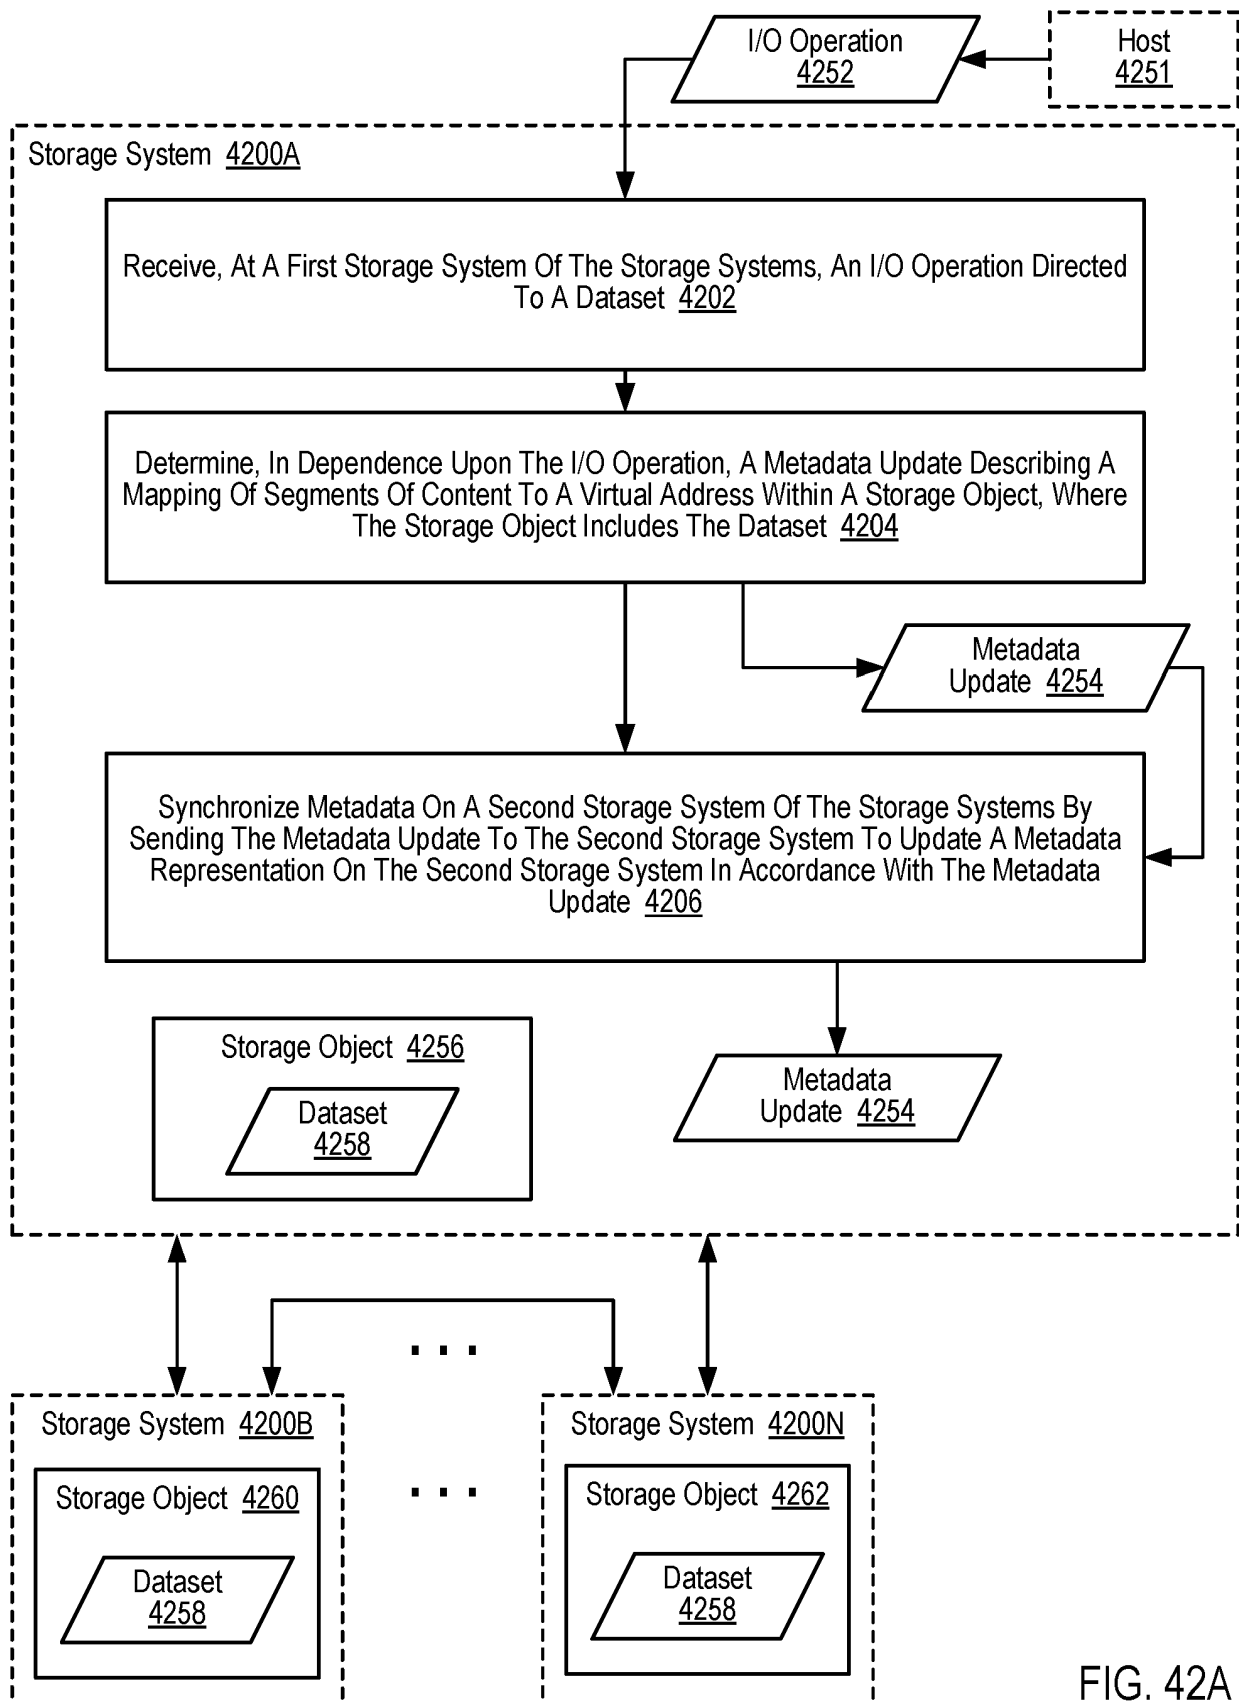 I/O Operation
4252
Host
4251
Storage System 4200A
Receive, At A First Storage System Of The Storage Systems, An I/O Operation Directed
To A Dataset 4202
Determine, In Dependence Upon The I/O Operation, A Metadata Update Describing A
Mapping Of Segments Of Content To A Virtual Address Within A Storage Object, Where
The Storage Object Includes The Dataset 4204
Metadata
Update 4254
Synchronize Metadata On A Second Storage System Of The Storage Systems By
Sending The Metadata Update To The Second Storage System To Update A Metadata
Representation On The Second Storage System In Accordance With The Metadata
Update 4206
Storage Object 4256
Dataset
4258
Metadata
Update 4254
. . .
Storage System 4200B
Storage Object 4260
Dataset
4258
. . .
Storage System 4200N
Storage Object 4262
Dataset
4258
FIG. 42A